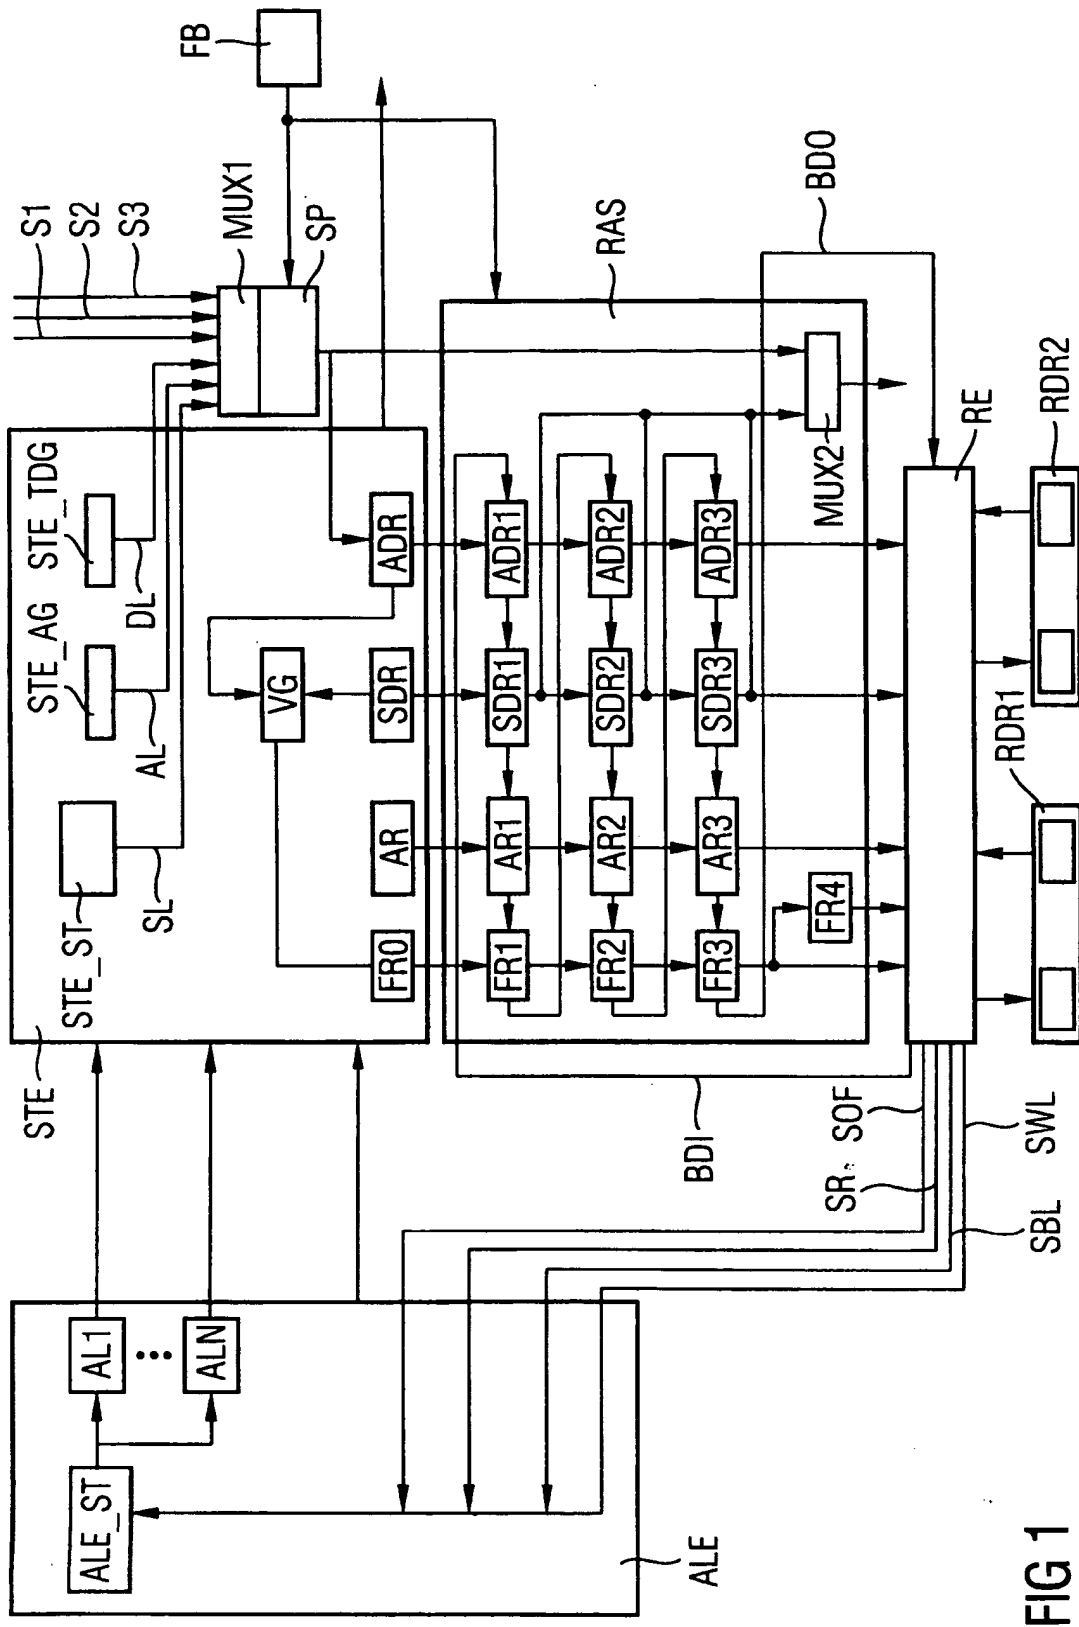 FB
S1
S2
S3
MUX1
SP
STE_TDG
STE_AG
DL
AL
STE_ST
SL
STE
VG
ADR
SDR
AR
FR0
RAS
BDO
ADR1
SDR1
AR1
FR1
ADR2
SDR2
AR2
FR2
ADR3
SDR3
AR3
FR3
FR4
MUX2
RE
RDR2
RDR1
BDI
SOF
SR
SBL
SWL
AL1
ALN
ALE_ST
ALE
FIG 1